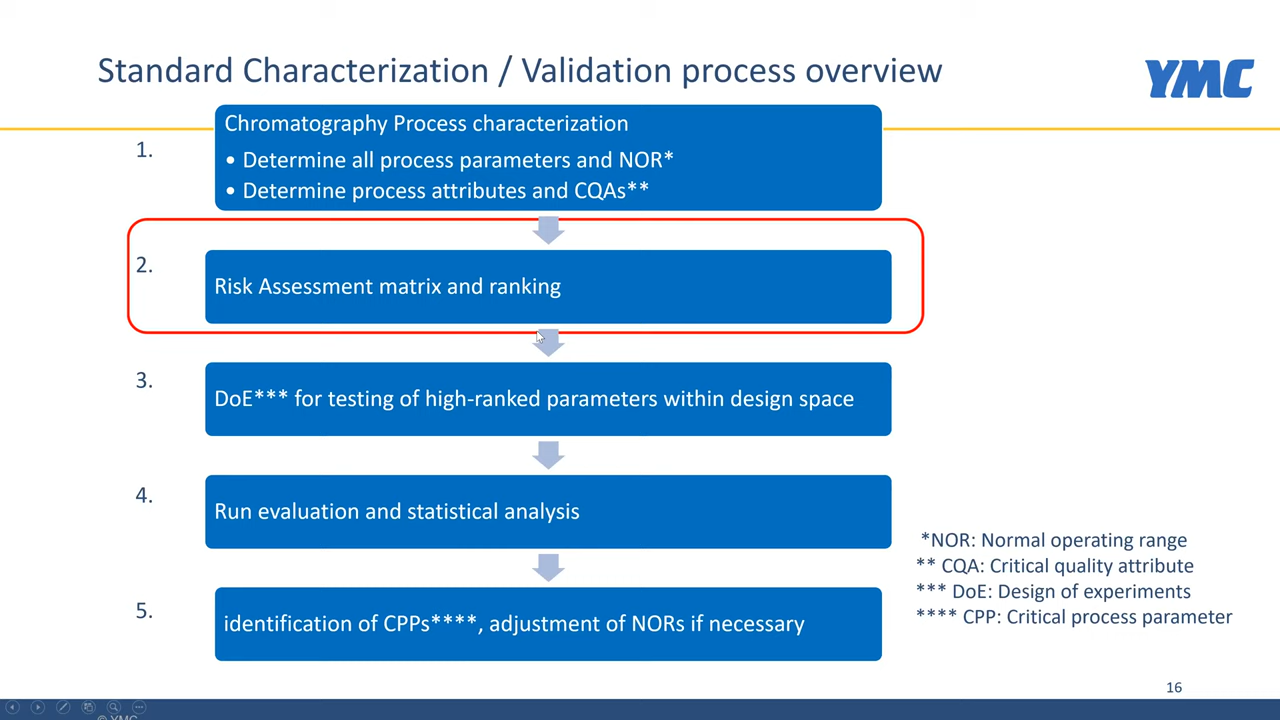 Standard Characterization / Validation process overview
YMC
1.
Chromatography Process characterization
• Determine all process parameters and NOR*
• Determine process attributes and CQAs**
2.
Risk Assessment matrix and ranking
3.
DoE*** for testing of high-ranked parameters within design space
4.
Run evaluation and statistical analysis
5.
identification of CPPs****, adjustment of NORs if necessary
*NOR: Normal operating range
** CQA: Critical quality attribute
*** DoE: Design of experiments
**** CPP: Critical process parameter
16
© YMC